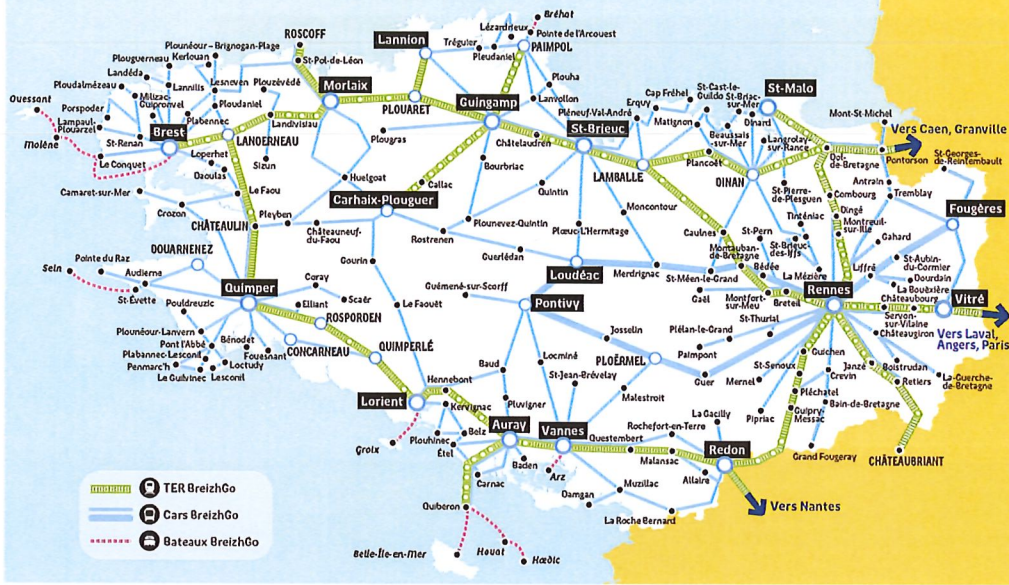 Bréhat
Lézardrieux
Pointe de l'Arcouest
Tréguier
Pleudaniel
PAIMPOL
ROSCOFF
St-Pol-de-Léon
Lannion
Plounéour – Brignogan-Plage
Plouguerneau
Kerlouan
Landéda
Lannilis
Lesneven
Plouzévédé
Ploudalmézeau
Milizac
Guipronvel
Ploudaniel
Plabennec
Ouessant
Porspoder
Lampaul-
Plouarzel
St-Renan
Molène
Le Conquet
Brest
LANDERNEAU
Landivisiau
Morlaix
PLOUARET
Guingamp
Plouha
Lanvollon
Plougras
Châtelaudren
St-Brieuc
Pléneuf-Val-André
Erquy
Cap Fréhel
Matignon
St-Cast-le-
Guildo
St-Briac-
sur-Mer
Dinard
Beaussais
-sur-Mer
St-Malo
Langrolay-
sur-Rance
Mont-St-Michel
Vers Caen, Granville
Pontorson
St-Georges-
de-Reintembault
Dol-
de-Bretagne
Loperhet
Daoulas
Sizun
Le Faou
Camaret-sur-Mer
Crozon
Pleyben
CHÂTEAULIN
Huelgoat
Carhaix-Plouguer
Callac
Bourbriac
Quintin
LAMBALLE
Plancoët
DINAN
St-Pierre-
de-Plesguen
Combourg
Antrain
Tremblay
Dingé
Montreuil-
sur-Ille
Fougères
Châteauneuf-
du-Faou
Rostrenen
Plounevez-Quintin
Moncontour
Plœuc-L'Hermitage
Caulnes
Tinténiac
St-Pern
St-Brieuc-
des-Iffs
Gahard
DOUARNENEZ
Pointe du Raz
Sein
Audierne
St-Évette
Gourin
Guerlédan
Loudéac
Merdrignac
Montauban-
de-Bretagne
St-Méen-le-Grand
Bédée
La Mézière
Liffré
St-Aubin-
du-Cormier
Dourdain
La Bouëxière
Quimper
Coray
Elliant
Scaër
Pouldreuzic
ROSPORDEN
Le Faouët
Guémené-sur-Scorff
Pontivy
Gaël
Montfort-
sur-Meu
Breteil
Rennes
Châteaubourg
Vitré
Servon-
sur-Vilaine
Châteaugiron
Vers Laval,
Angers, Paris
Plounéour-Lanvern
Pont l'Abbé
Plabannec-Lesconil
Penmarc'h
Le Guilvinec
Lesconil
Bénodet
Loctudy
Fouesnant
CONCARNEAU
QUIMPERLÉ
Josselin
St-Thurial
Plélan-le-Grand
Paimpont
PLOËRMEL
Guer
Baud
Locminé
St-Jean-Brévelay
Malestroit
Mernel
St-Senoux
Guichen
Janzé
Boistrudan
Crevin
Retiers
La-Guerche-
de-Bretagne
Pléchatel
Bain-de-Bretagne
Guipry-
Messac
Pipriac
Grand Fougeray
CHÂTEAUBRIANT
Lorient
Hennebont
Kervignac
Pluvigner
Plouhinec
Belz
Étel
Groix
Auray
Vannes
Questembert
Rochefort-en-Terre
La Gacilly
Malansac
Redon
Allaire
Baden
Arz
Carnac
Muzillac
Damgan
La Roche Bernard
Vers Nantes
Quiberon
Belle-Île-en-Mer
Houat
Hœdic
TER BreizhGo
Cars BreizhGo
Bateaux BreizhGo